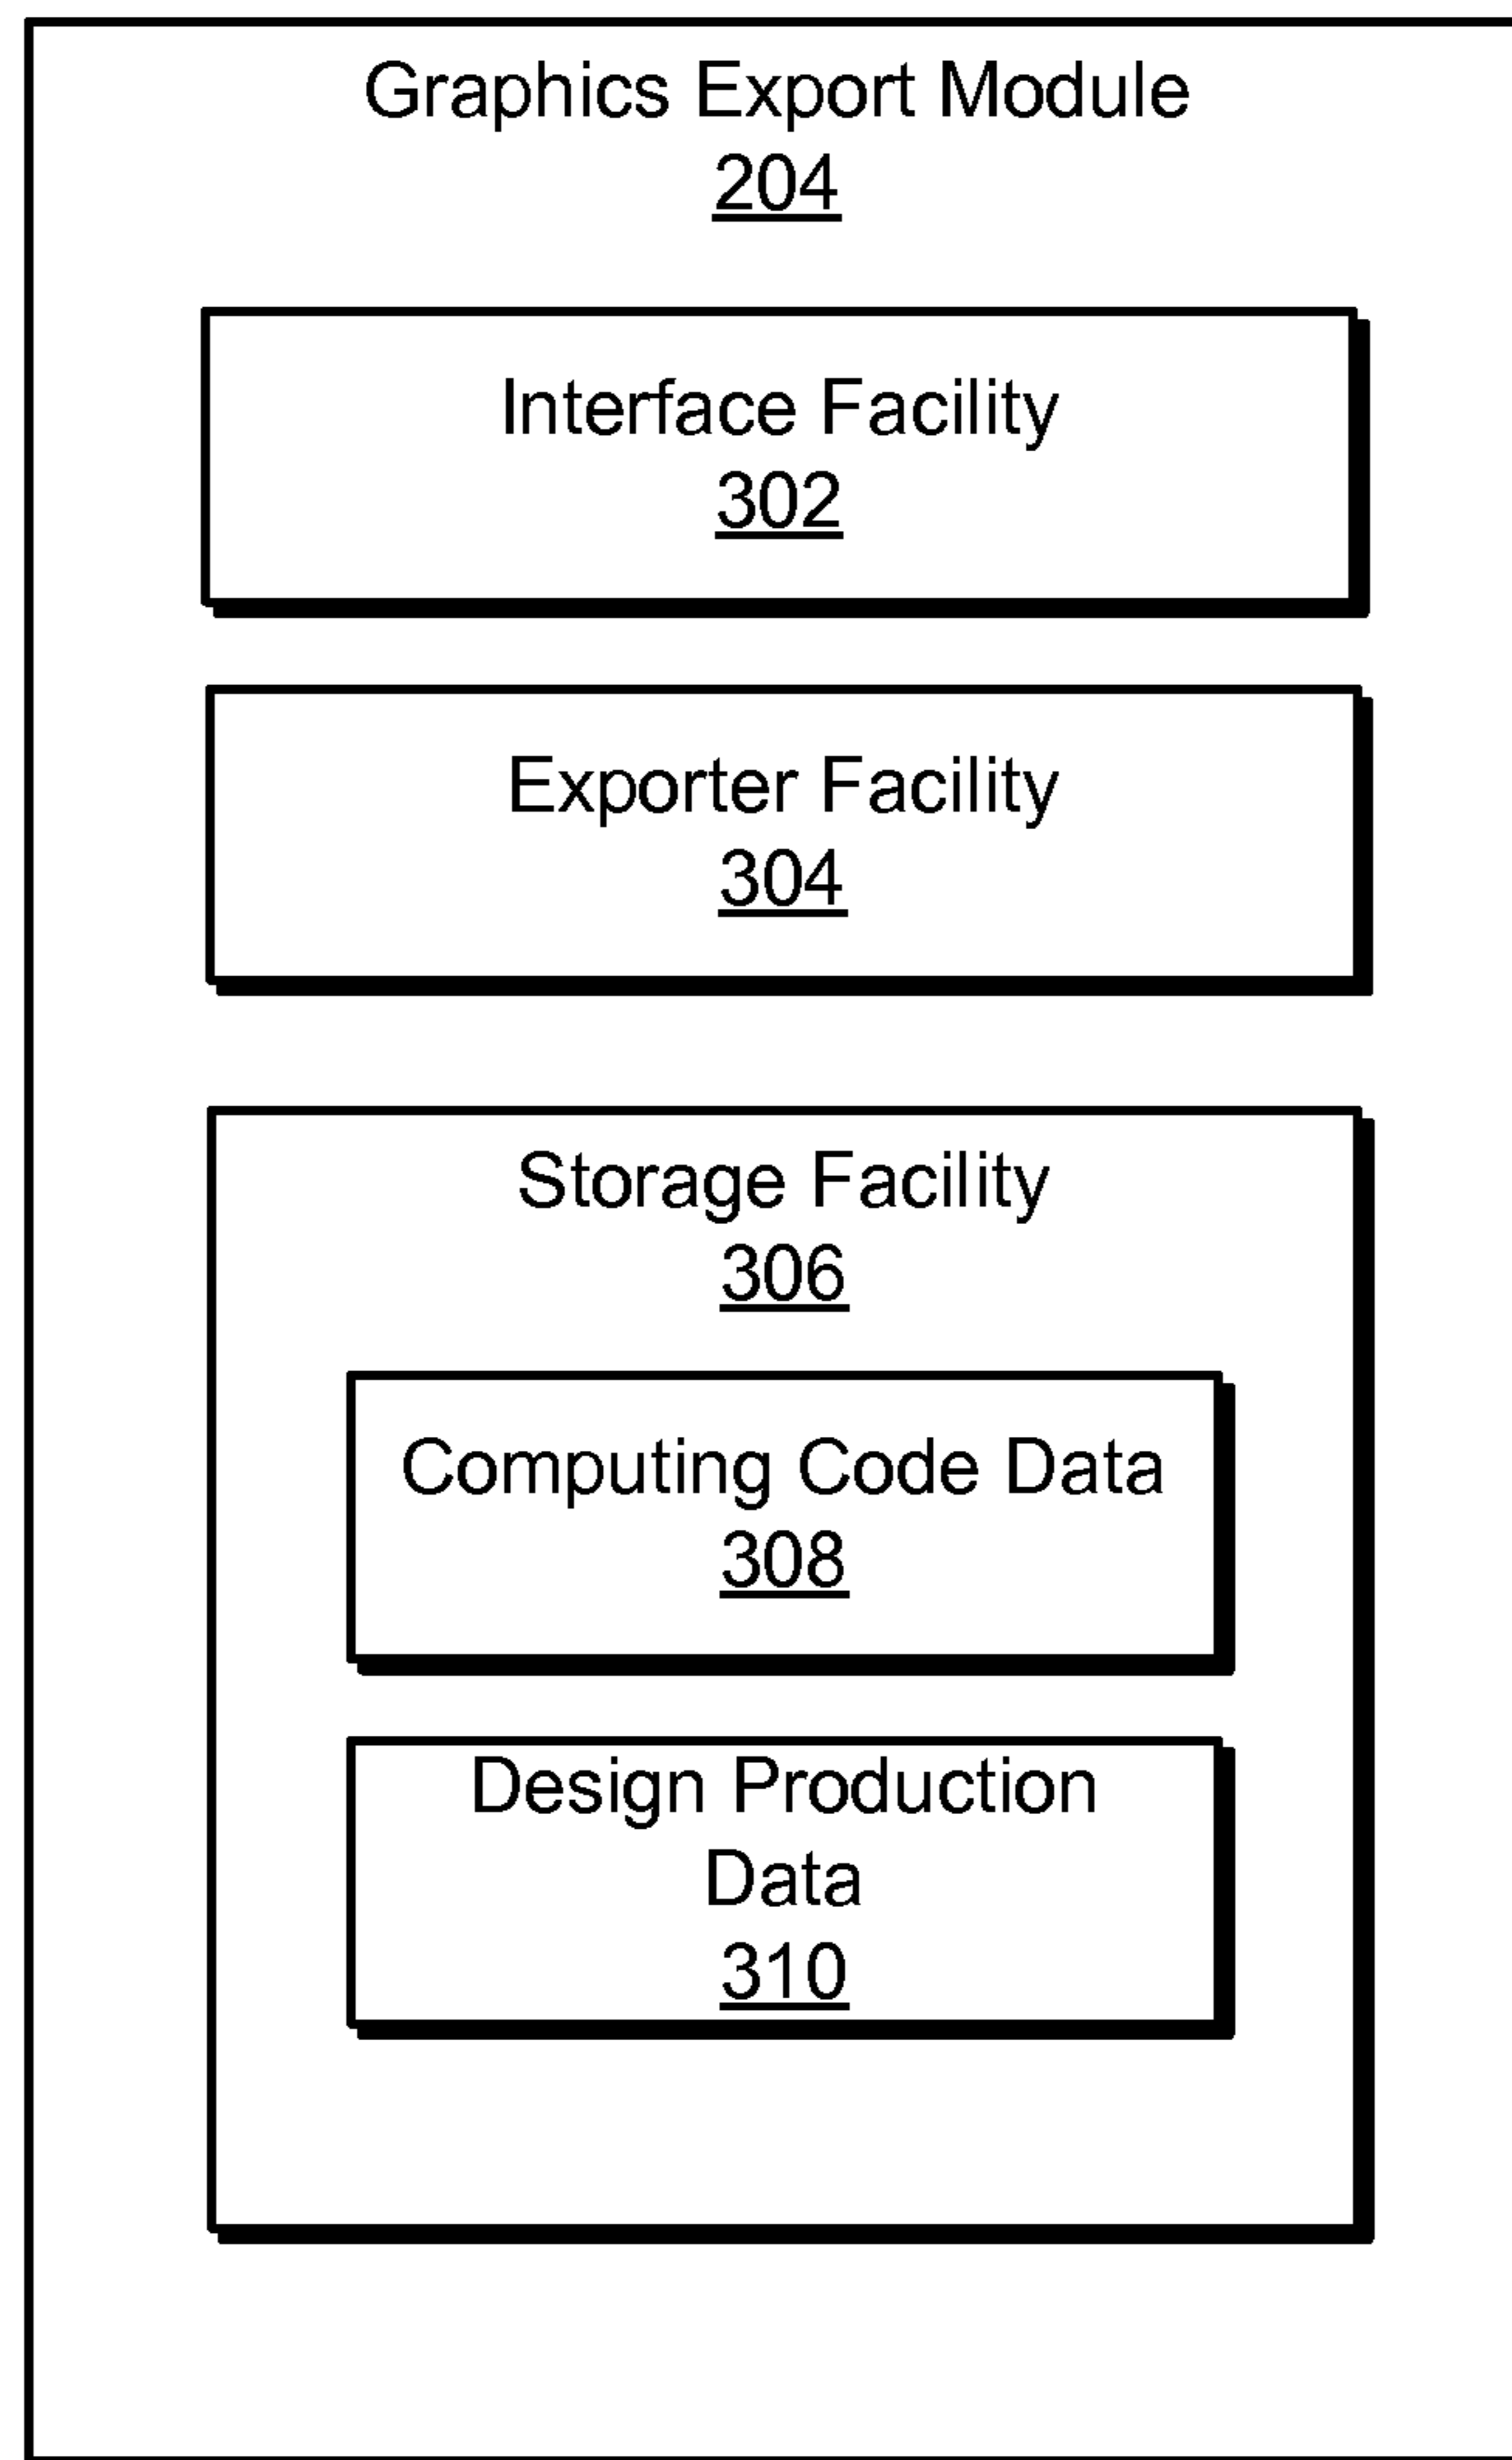 Graphics Export Module
204
Interface Facility
302
Exporter Facility
304
Storage Facility
306
Computing Code Data
308
Design Production
Data
310